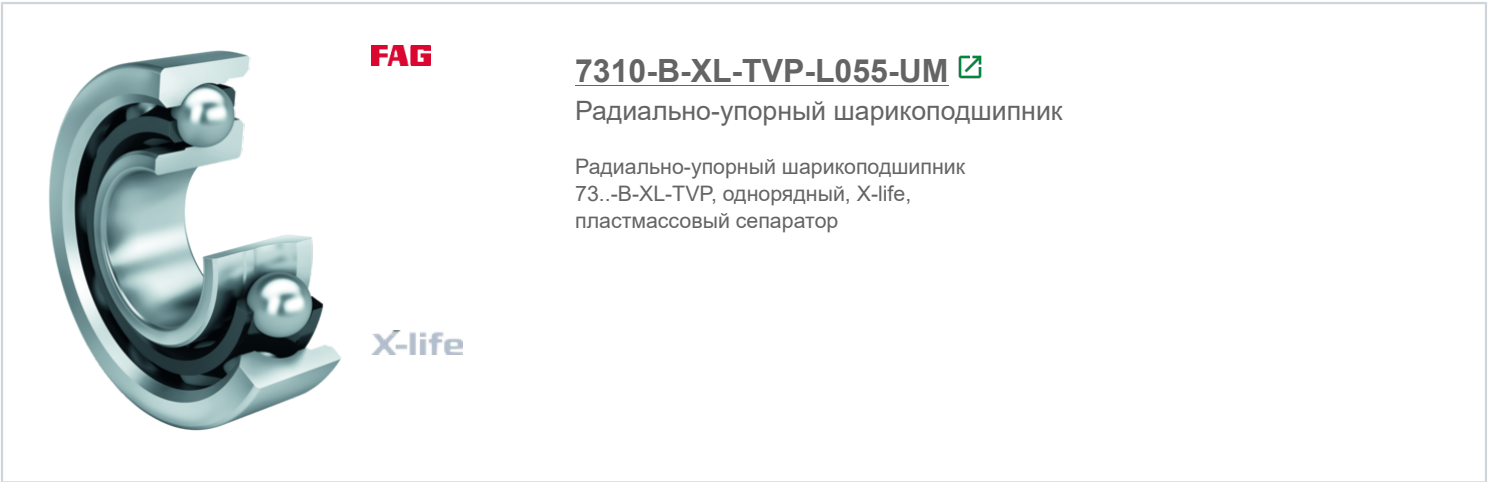 FAG
7310-B-XL-TVP-L055-UM
Радиально-упорный шарикоподшипник
Радиально-упорный шарикоподшипник
73..-B-XL-TVP, однорядный, X-life,
пластмассовый сепаратор
X-life